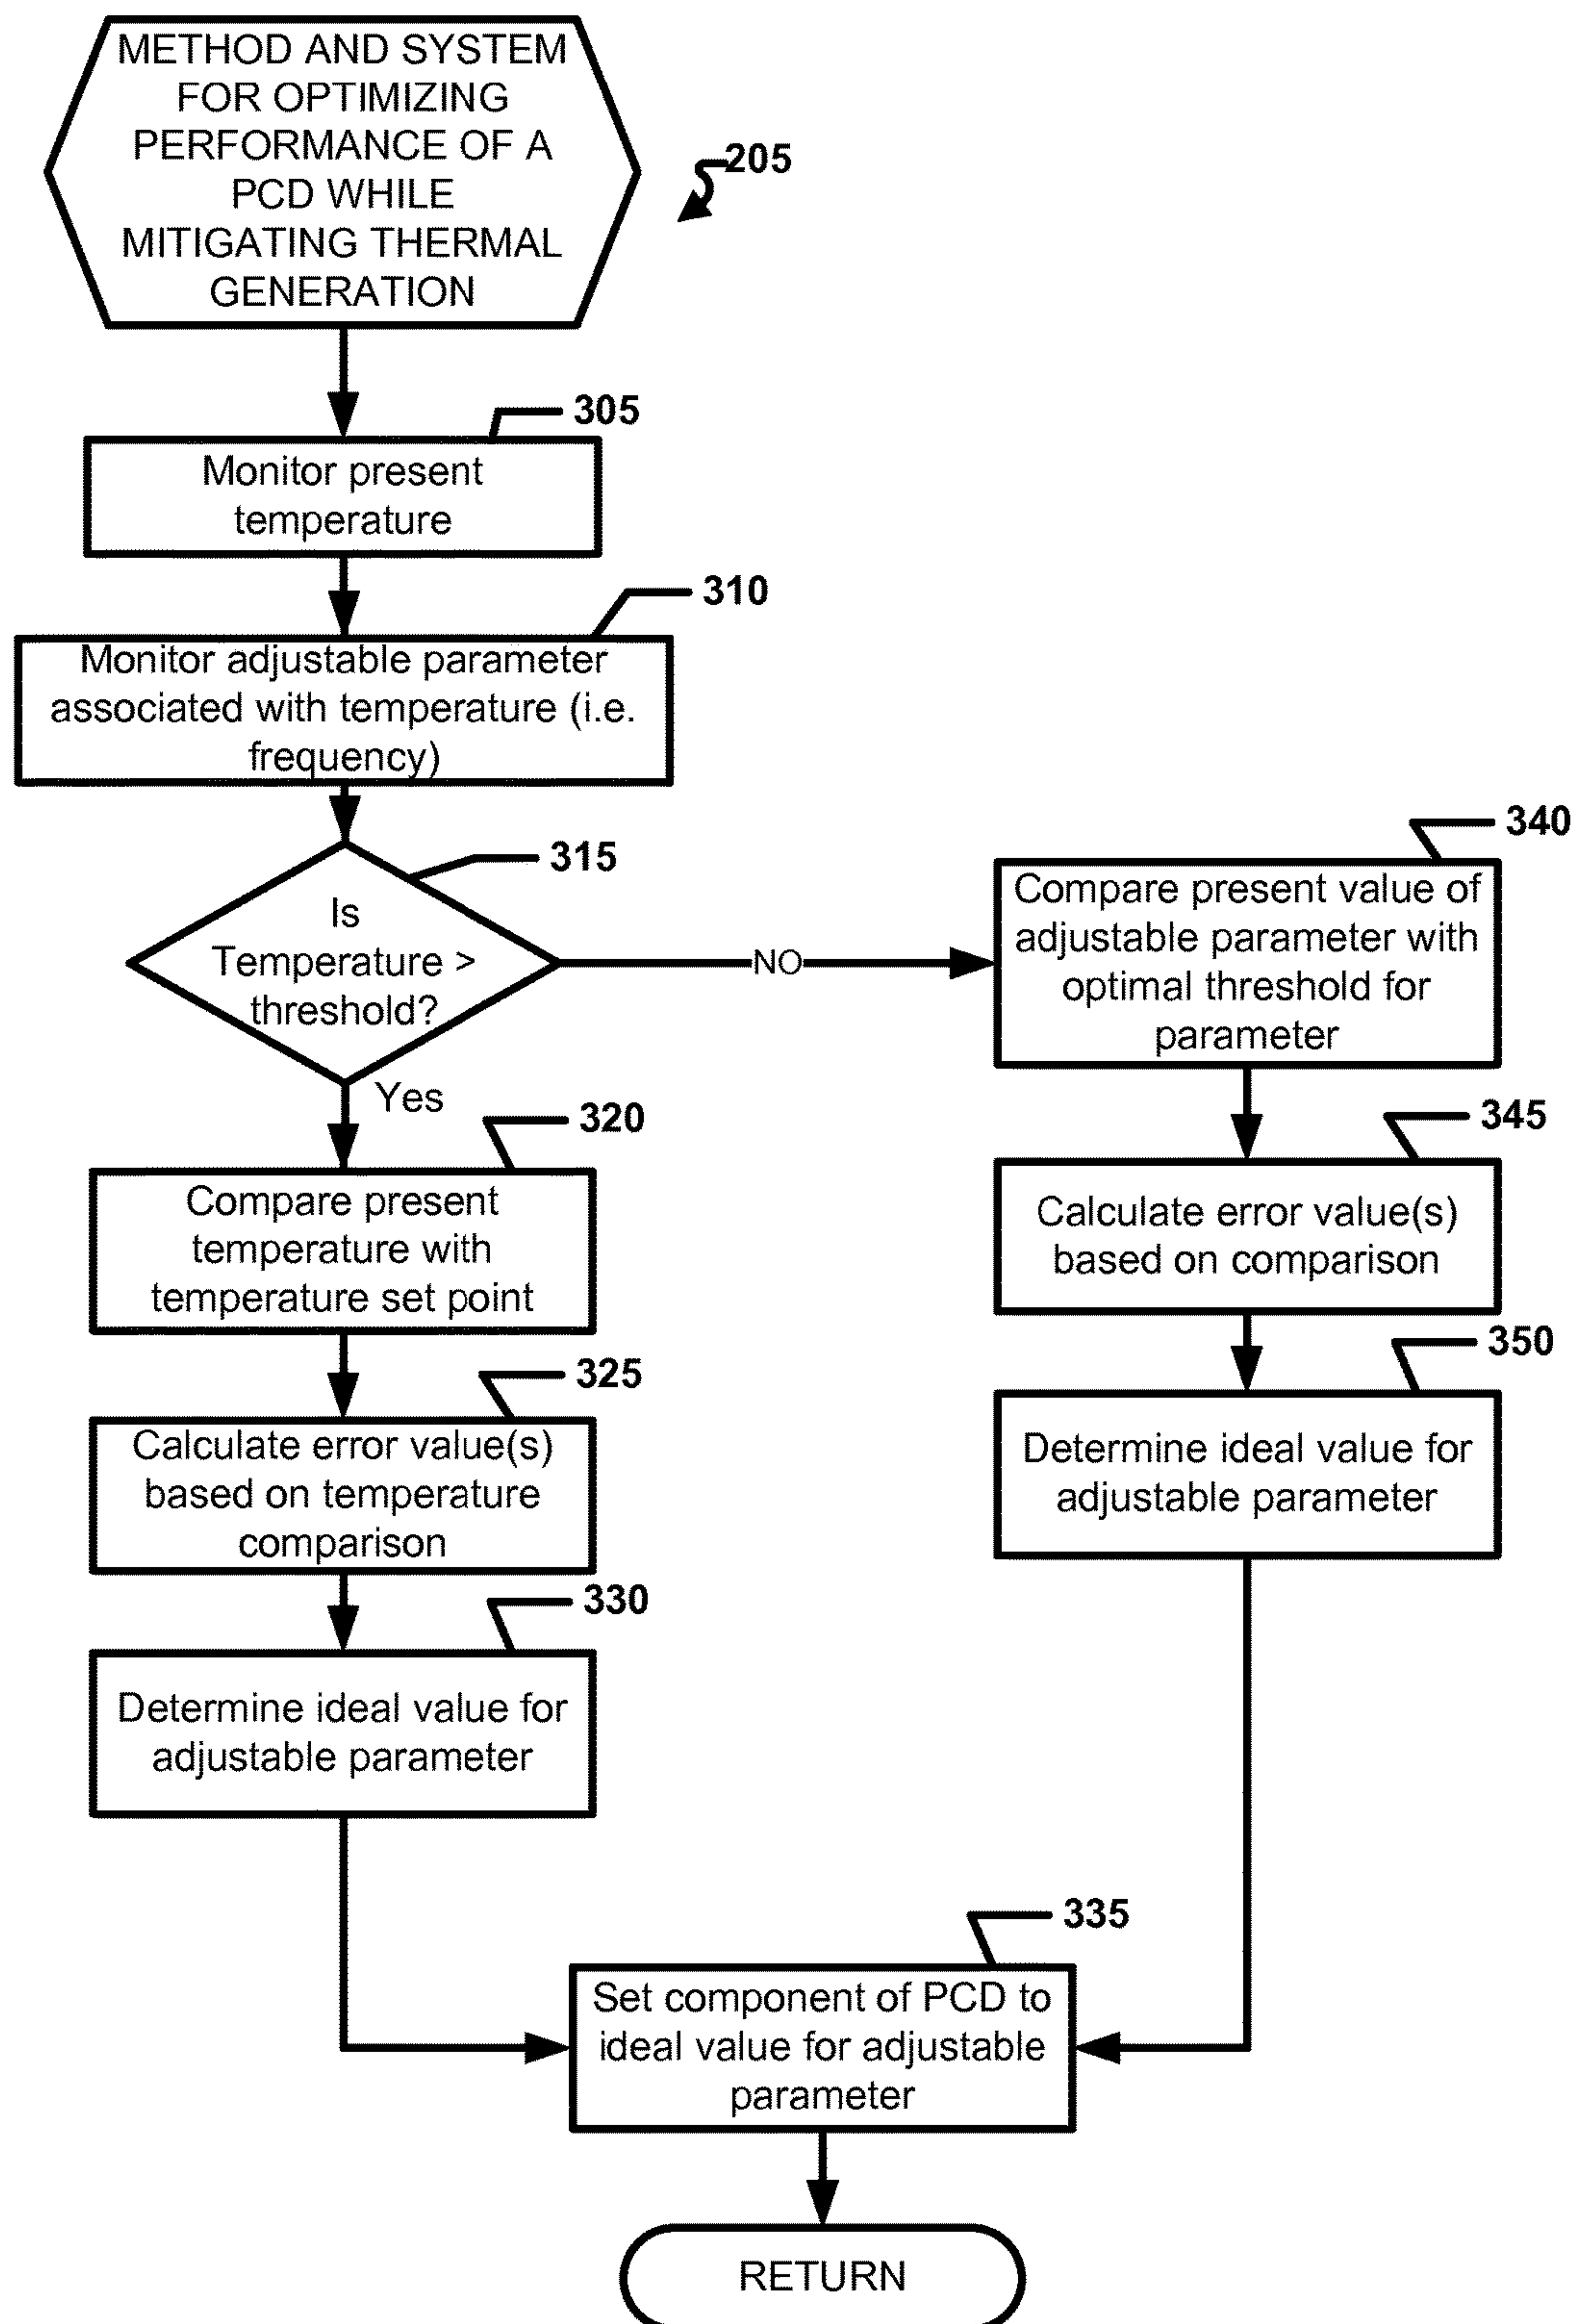 METHOD AND SYSTEM
FOR OPTIMIZING
PERFORMANCE OF A
PCD WHILE
MITIGATING THERMAL
GENERATION
205
305
Monitor present
temperature
310
Monitor adjustable parameter
associated with temperature (i.e.
frequency)
315
Is
Temperature >
threshold?
NO
Yes
320
Compare present
temperature with
temperature set point
325
Calculate error value(s)
based on temperature
comparison
330
Determine ideal value for
adjustable parameter
340
Compare present value of
adjustable parameter with
optimal threshold for
parameter
345
Calculate error value(s)
based on comparison
350
Determine ideal value for
adjustable parameter
335
Set component of PCD to
ideal value for adjustable
parameter
RETURN